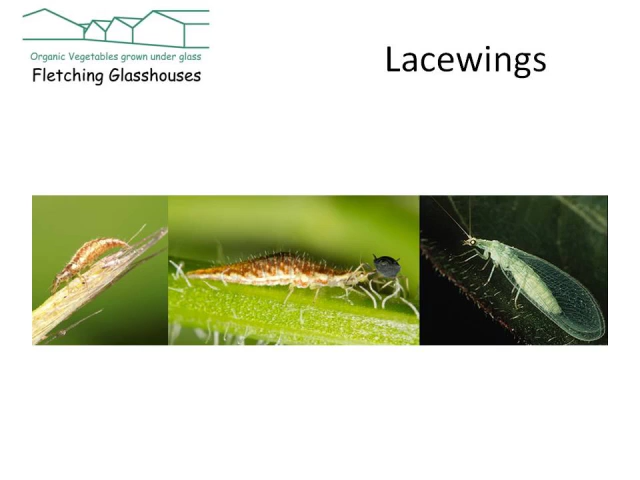 Organic Vegetables grown under glass
Fletching Glasshouses
Lacewings